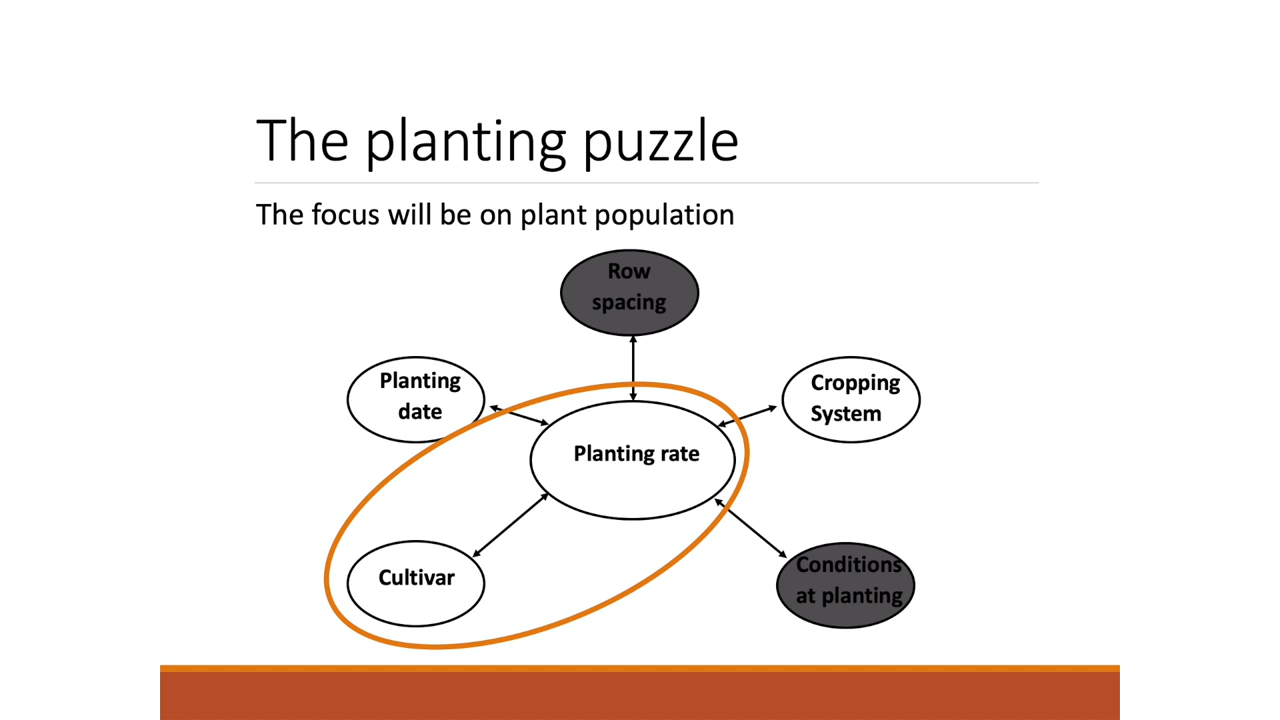 The planting puzzle
The focus will be on plant population
Row
spacing
Planting
date
Cropping
System
Planting rate
Cultivar
Conditions
at planting